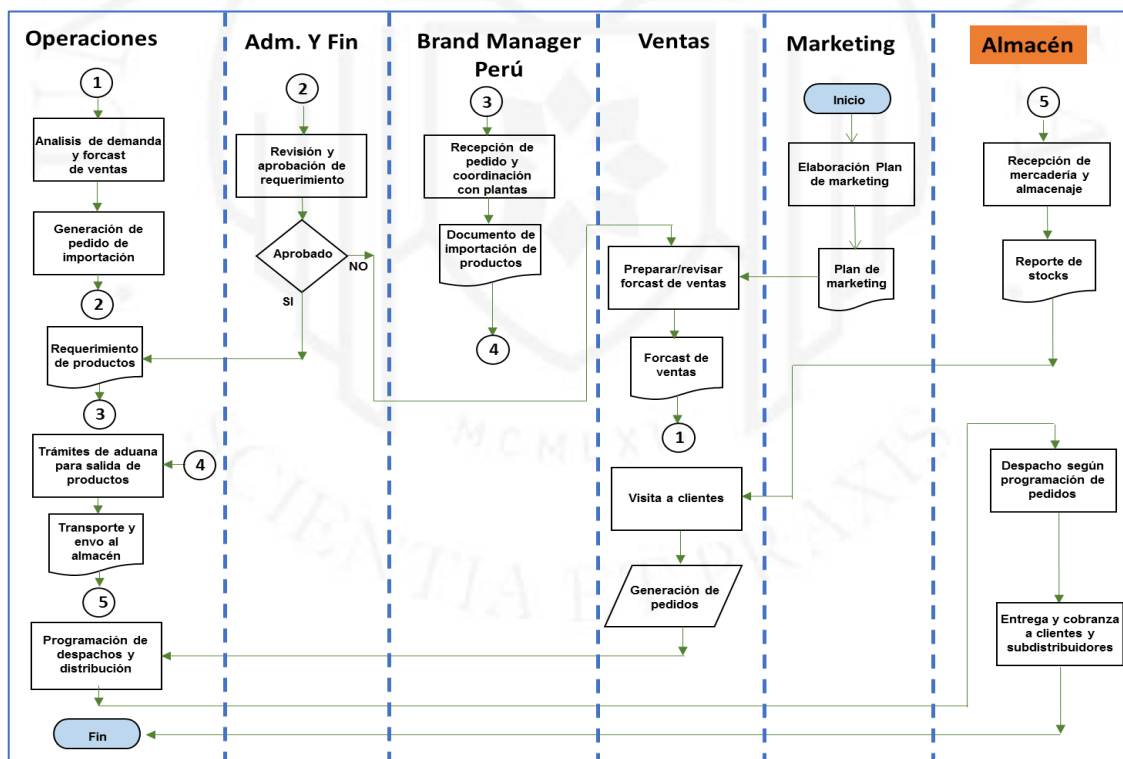 Operaciones
1
Analisis de demanda
y forcast
de ventas
Generación de
pedido de
importación
2
Requerimiento
de productos
3
Trámites de aduana
para salida de
productos
4
Transporte y
envo al
almacén
5
Programación de
despachos y
distribución
Fin
Adm. Y Fin
2
Revisión y
aprobación de
requerimiento
Aprobado
NO
SI
Brand Manager
Perú
3
Recepción de
pedido y
coordinación
con plantas
Documento de
importación de
productos
4
Ventas
Preparar/revisar
forcast de ventas
Forcast de
ventas
1
Visita a clientes
Generación de
pedidos
Marketing
Inicio
Elaboración Plan
de marketing
Plan de
marketing
Almacén
5
Recepción de
mercadería y
almacenaje
Reporte de
stocks
Despacho según
programación de
pedidos
Entrega y cobranza
a clientes y
subdistribuidores
SCIENTIA ET PRAXIS